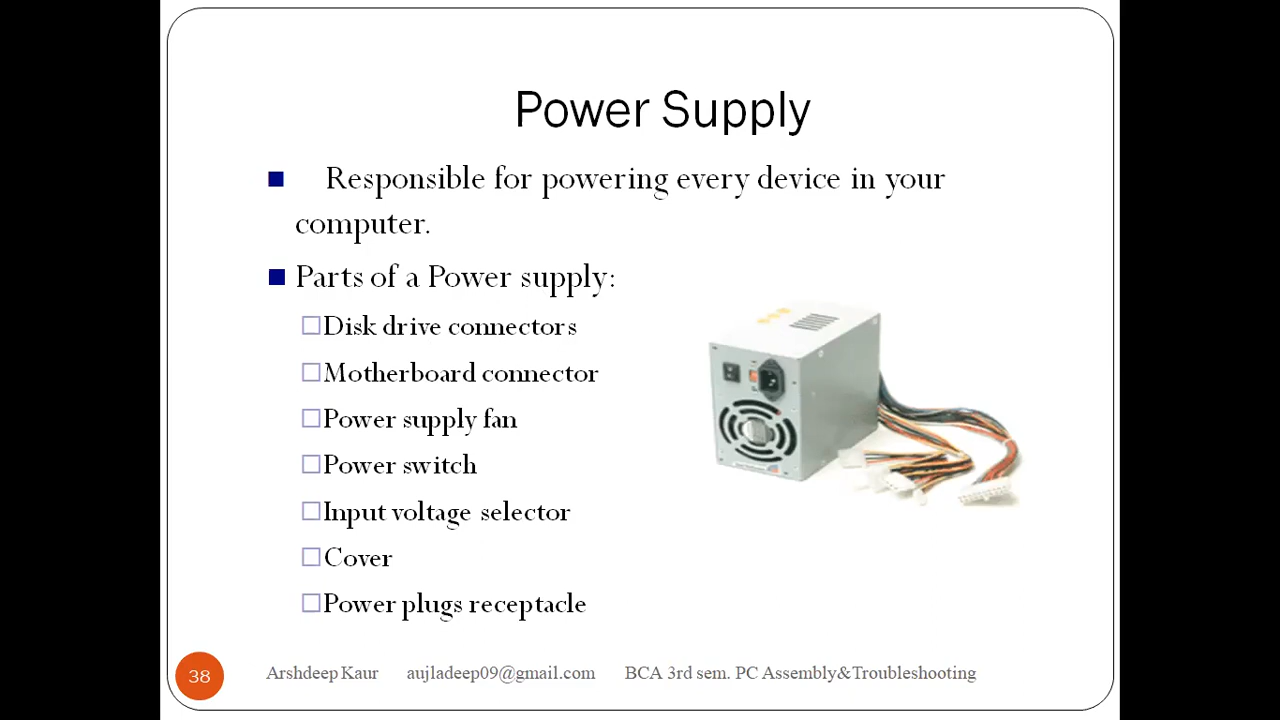 Power Supply
Responsible for powering every device in your
computer.
Parts of a Power supply:
Disk drive connectors
Motherboard connector
Power supply fan
Power switch
Input voltage selector
Cover
Power plugs receptacle
38 Arshdeep Kaur aujladeep09@gmail.com BCA 3rd sem. PC Assembly&Troubleshooting